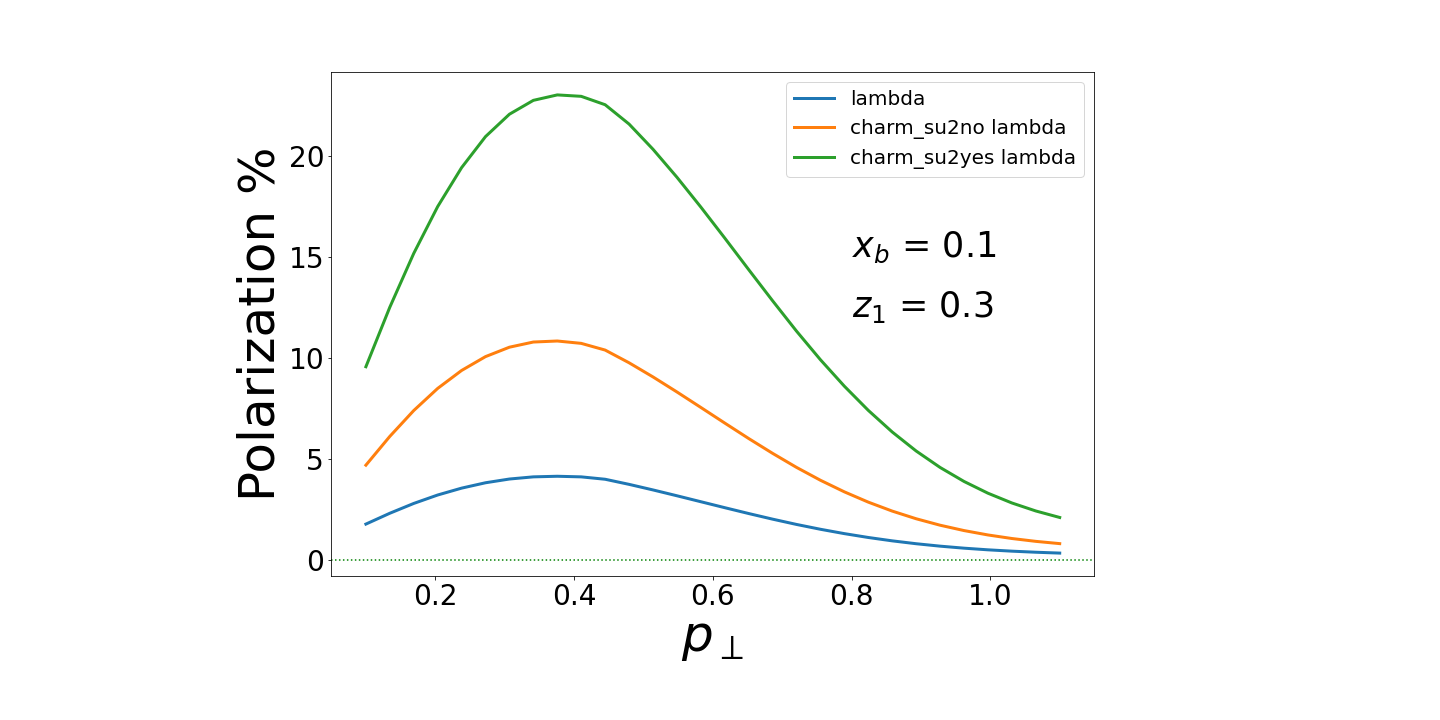 lambda
charm_su2no lambda
charm_su2yes lambda
x_b = 0.1
z_1 = 0.3
Polarization %
20
15
10
5
0
0.2 0.4 0.6 0.8 1.0
p_⊥